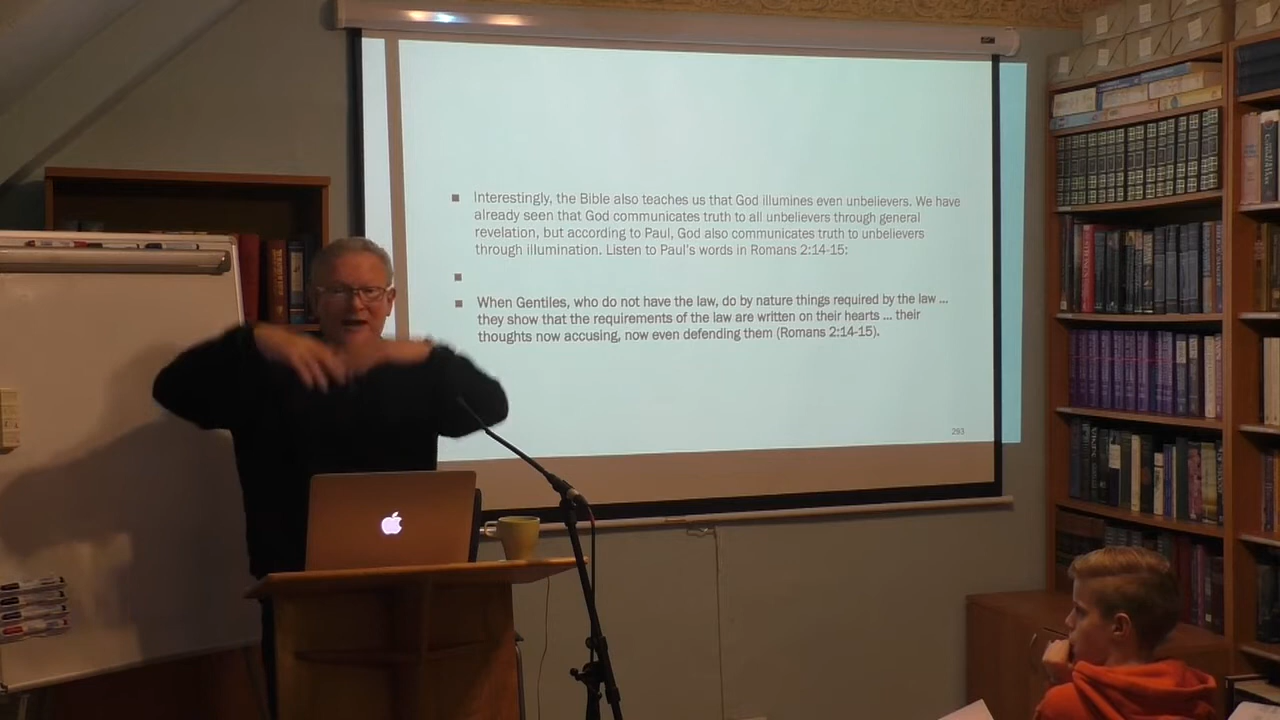 Interestingly, the Bible also teaches us that God illumines even unbelievers. We have
already seen that God communicates truth to all unbelievers through general
revelation, but according to Paul, God also communicates truth to unbelievers
through illumination. Listen to Paul's words in Romans 2:14-15:
When Gentiles, who do not have the law, do by nature things required by the law ...
they show that the requirements of the law are written on their hearts ... their
thoughts now accusing, now even defending them (Romans 2:14-15).
293